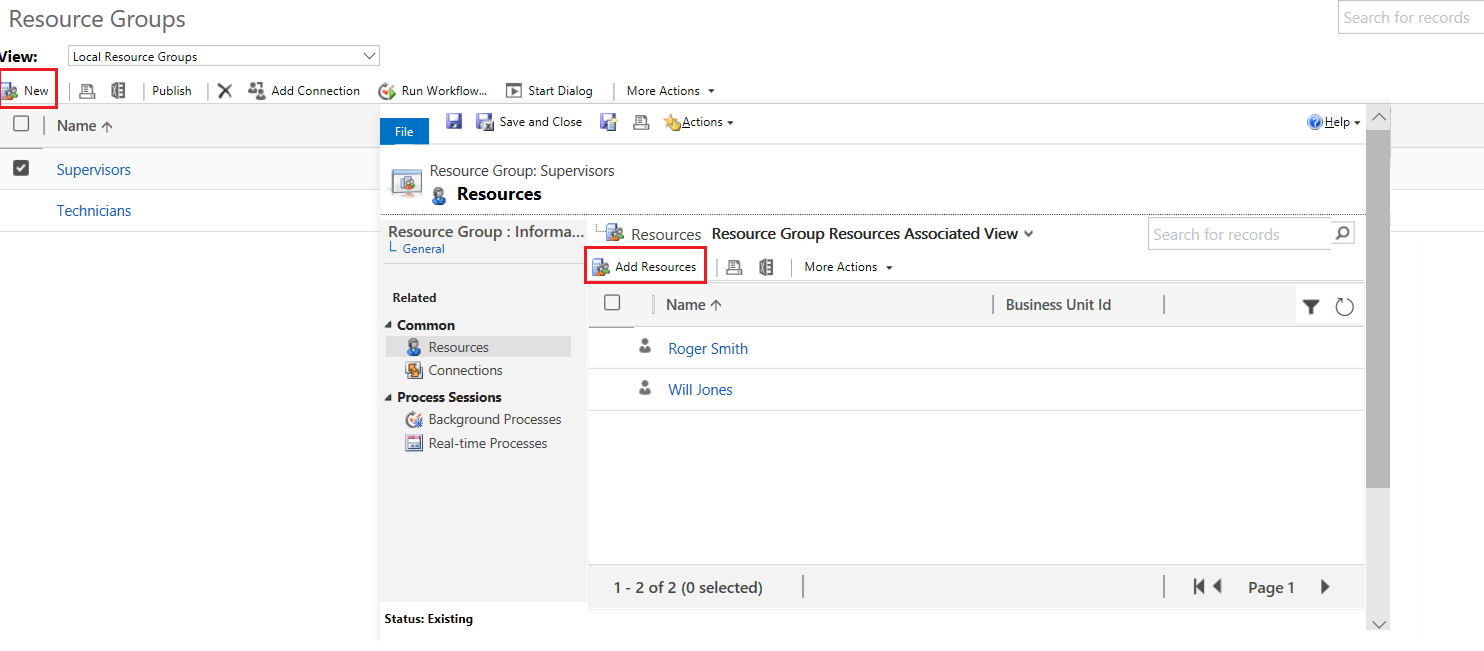 Resource Groups
Search for records
View:
Local Resource Groups
New
Publish
Add Connection
Run Workflow...
Start Dialog
More Actions
Name
Supervisors
Technicians
File
Save and Close
Actions
Help
Resource Group: Supervisors
Resources
Resource Group : Informa...
General
Related
Common
Resources
Connections
Process Sessions
Background Processes
Real-time Processes
Resources Resource Group Resources Associated View
Search for records
Add Resources
More Actions
Name
Business Unit Id
Roger Smith
Will Jones
1 - 2 of 2 (0 selected)
Page 1
Status: Existing